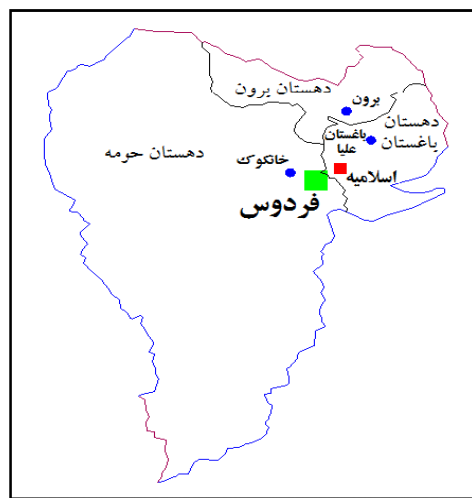 دهستان برون
برون
دهستان
باغستان
باغستان
علیا
دهستان حومه
خانکوک
اسلامیه
فردوس